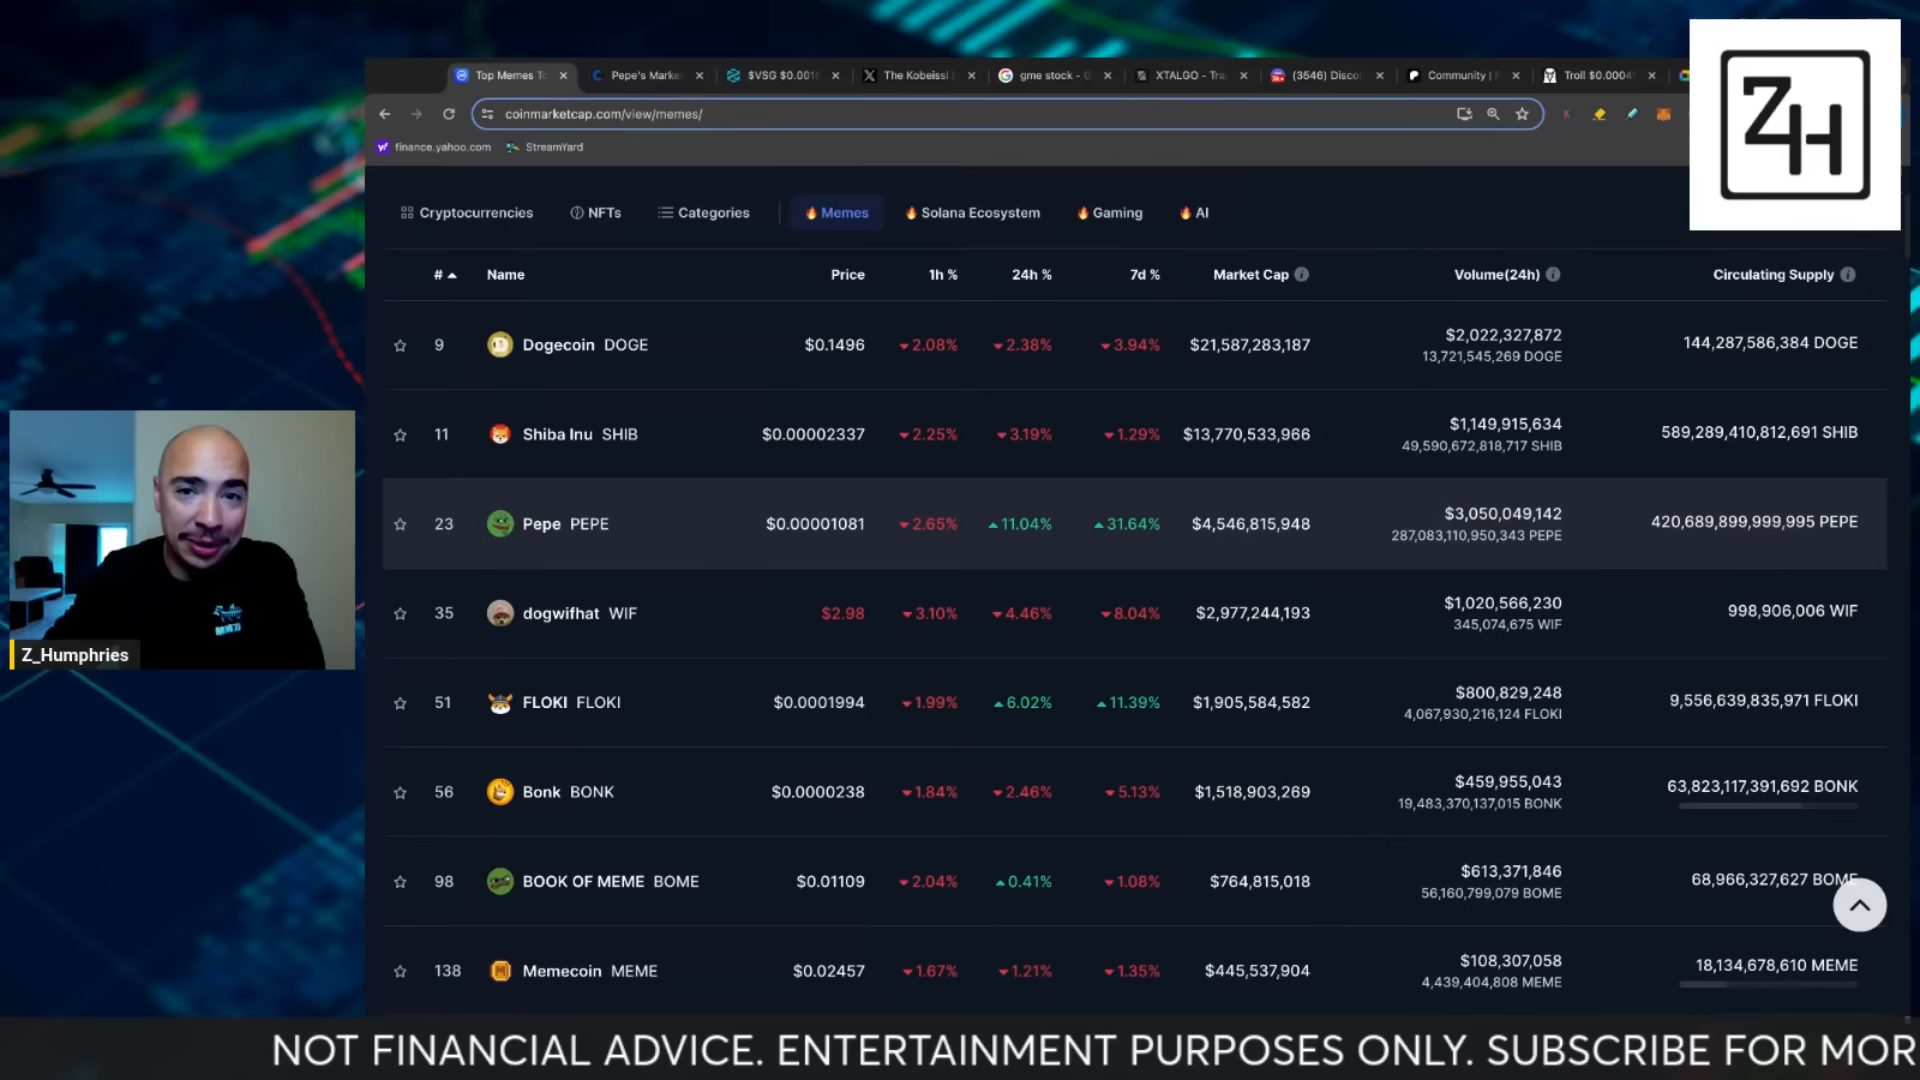 Top Memes To
Pepe's Marke
$VSG $0.001
The Kobeissi L
gme stock - G
XTALGO - Tra
(3546) Discor
Community | P
Troll $0.0004
coinmarketcap.com/view/memes/
finance.yahoo.com StreamYard
ZH
Cryptocurrencies NFTs Categories Memes Solana Ecosystem Gaming AI
# Name Price 1h % 24h % 7d % Market Cap Volume(24h) Circulating Supply
9 Dogecoin DOGE $0.1496 2.08% 2.38% 3.94% $21,587,283,187 $2,022,327,872 144,287,586,384 DOGE
13,721,545,269 DOGE
11 Shiba Inu SHIB $0.00002337 2.25% 3.19% 1.29% $13,770,533,966 $1,149,915,634 589,289,410,812,691 SHIB
49,590,672,818,717 SHIB
23 Pepe PEPE $0.00001081 2.65% 11.04% 31.64% $4,546,815,948 $3,050,049,142 420,689,899,999,995 PEPE
287,083,110,950,343 PEPE
35 dogwifhat WIF $2.98 3.10% 4.46% 8.04% $2,977,244,193 $1,020,566,230 998,906,006 WIF
345,074,675 WIF
51 FLOKI FLOKI $0.0001994 1.99% 6.02% 11.39% $1,905,584,582 $800,829,248 9,556,639,835,971 FLOKI
4,067,930,216,124 FLOKI
56 Bonk BONK $0.0000238 1.84% 2.46% 5.13% $1,518,903,269 $459,955,043 63,823,117,391,692 BONK
19,483,370,137,015 BONK
98 BOOK OF MEME BOME $0.01109 2.04% 0.41% 1.08% $764,815,018 $613,371,846 68,966,327,627 BOME
56,160,799,079 BOME
138 Memecoin MEME $0.02457 1.67% 1.21% 1.35% $445,537,904 $108,307,058 18,134,678,610 MEME
4,439,404,808 MEME
Z_Humphries
NOT FINANCIAL ADVICE. ENTERTAINMENT PURPOSES ONLY. SUBSCRIBE FOR MOR